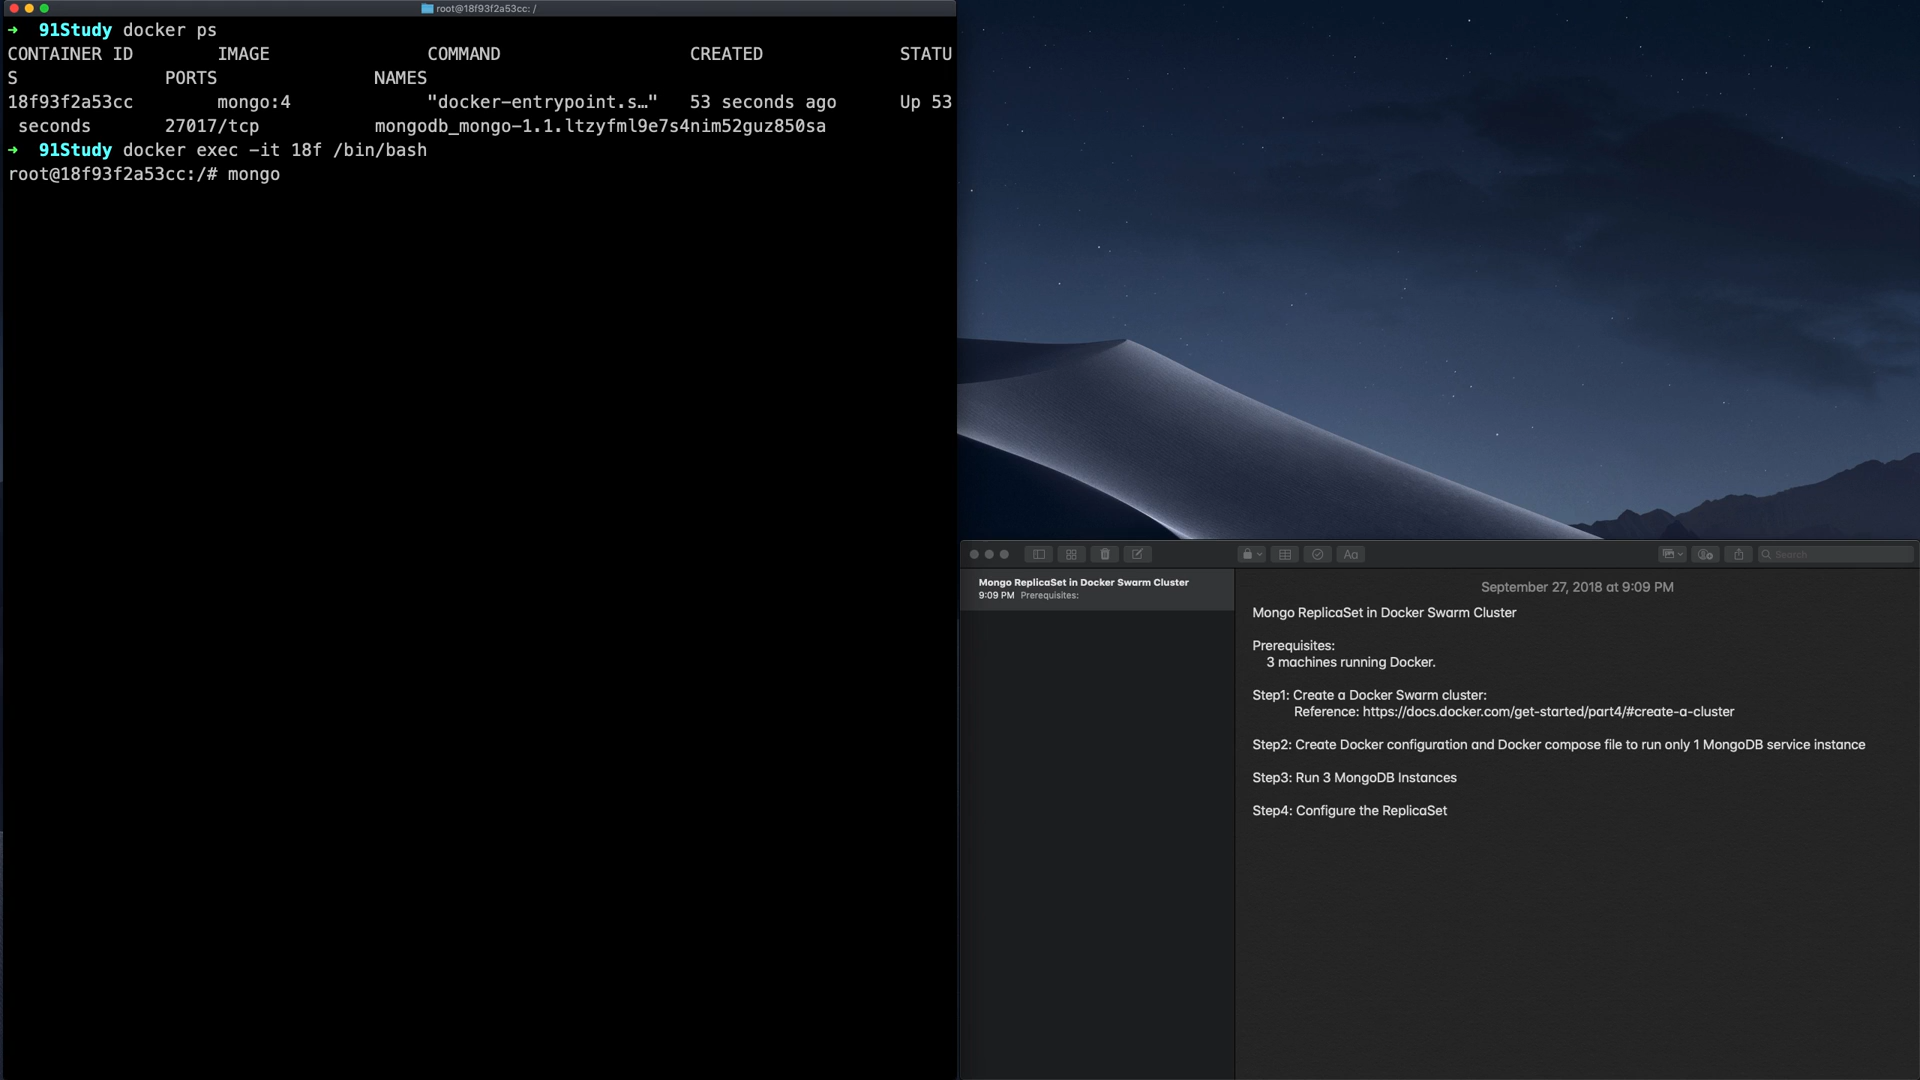 root@18f93f2a53cc: /
➜ 91Study docker ps
CONTAINER ID IMAGE COMMAND CREATED STATU
S PORTS NAMES
18f93f2a53cc mongo:4 "docker-entrypoint.s…" 53 seconds ago Up 53
seconds 27017/tcp mongodb_mongo-1.1.ltzyfml9e7s4nim52guz850sa
➜ 91Study docker exec -it 18f /bin/bash
root@18f93f2a53cc:/# mongo
Aa
Search
Mongo ReplicaSet in Docker Swarm Cluster
9:09 PM Prerequisites:
September 27, 2018 at 9:09 PM
Mongo ReplicaSet in Docker Swarm Cluster
Prerequisites:
3 machines running Docker.
Step1: Create a Docker Swarm cluster:
Reference: https://docs.docker.com/get-started/part4/#create-a-cluster
Step2: Create Docker configuration and Docker compose file to run only 1 MongoDB service instance
Step3: Run 3 MongoDB Instances
Step4: Configure the ReplicaSet